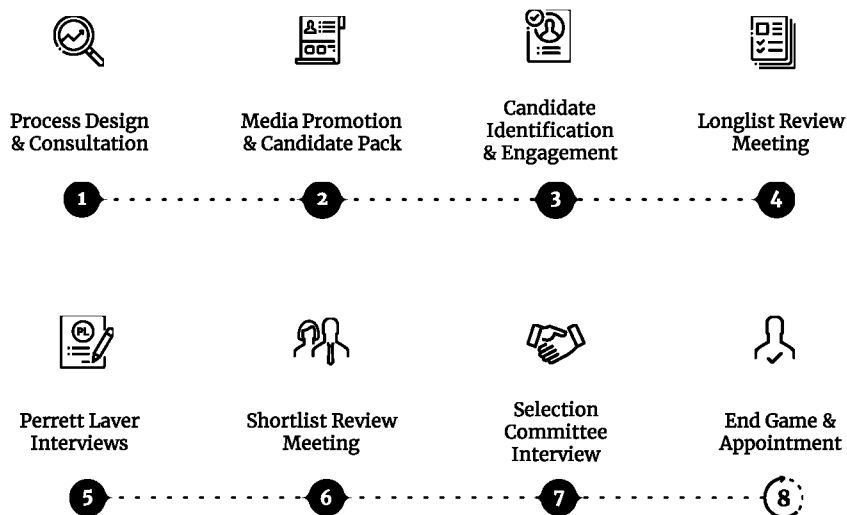 Process Design
& Consultation
Media Promotion
& Candidate Pack
Candidate
Identification
& Engagement
Longlist Review
Meeting
1
2
3
4
PL
Perrett Laver
Interviews
Shortlist Review
Meeting
Selection
Committee
Interview
End Game &
Appointment
5
6
7
8